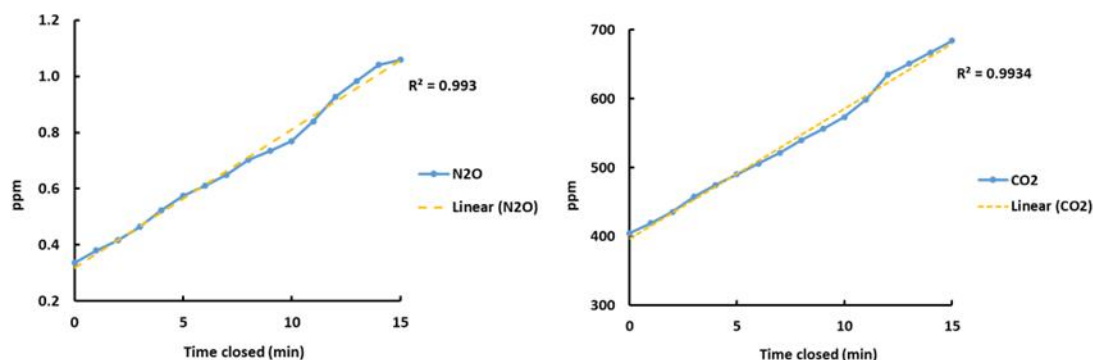 1.2
1.0
0.8
0.6
0.4
0.2
ppm
0 5 10 15
Time closed (min)
R² = 0.993
N2O
Linear (N2O)
700
600
500
400
300
ppm
0 5 10 15
Time closed (min)
R² = 0.9934
CO2
Linear (CO2)